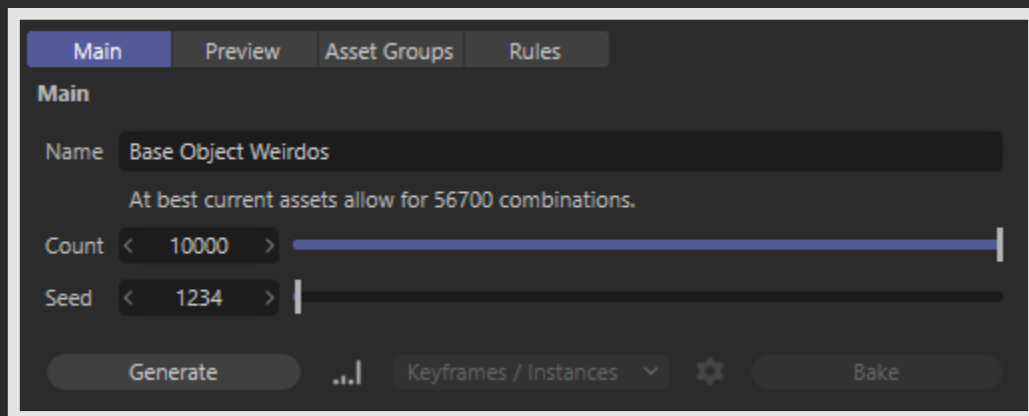 Main Preview Asset Groups Rules
Main
Name Base Object Weirdos
At best current assets allow for 56700 combinations.
Count < 10000 >
Seed < 1234 >
Generate Keyframes / Instances Bake